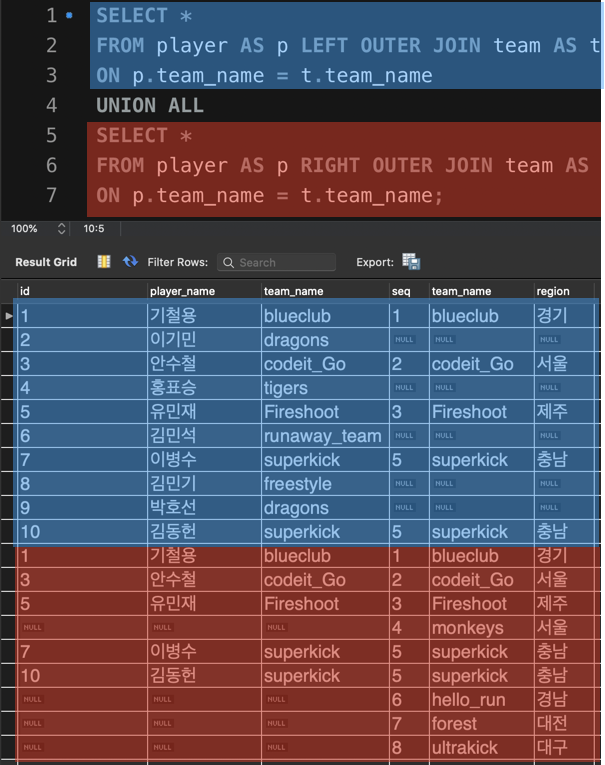 1 SELECT *
2 FROM player AS p LEFT OUTER JOIN team AS t
3 ON p.team_name = t.team_name
4 UNION ALL
5 SELECT *
6 FROM player AS p RIGHT OUTER JOIN team AS
7 ON p.team_name = t.team_name;
100% 10:5
Result Grid Filter Rows: Search Export:
id player_name team_name seq team_name region
1 기철용 blueclub 1 blueclub 경기
2 이기민 dragons NULL NULL NULL
3 안수철 codeit_Go 2 codeit_Go 서울
4 홍표승 tigers NULL NULL NULL
5 유민재 Fireshoot 3 Fireshoot 제주
6 김민석 runaway_team NULL NULL NULL
7 이병수 superkick 5 superkick 충남
8 김민기 freestyle NULL NULL NULL
9 박호선 dragons NULL NULL NULL
10 김동헌 superkick 5 superkick 충남
1 기철용 blueclub 1 blueclub 경기
3 안수철 codeit_Go 2 codeit_Go 서울
5 유민재 Fireshoot 3 Fireshoot 제주
NULL NULL NULL 4 monkeys 서울
7 이병수 superkick 5 superkick 충남
10 김동헌 superkick 5 superkick 충남
NULL NULL NULL 6 hello_run 경남
NULL NULL NULL 7 forest 대전
NULL NULL NULL 8 ultrakick 대구